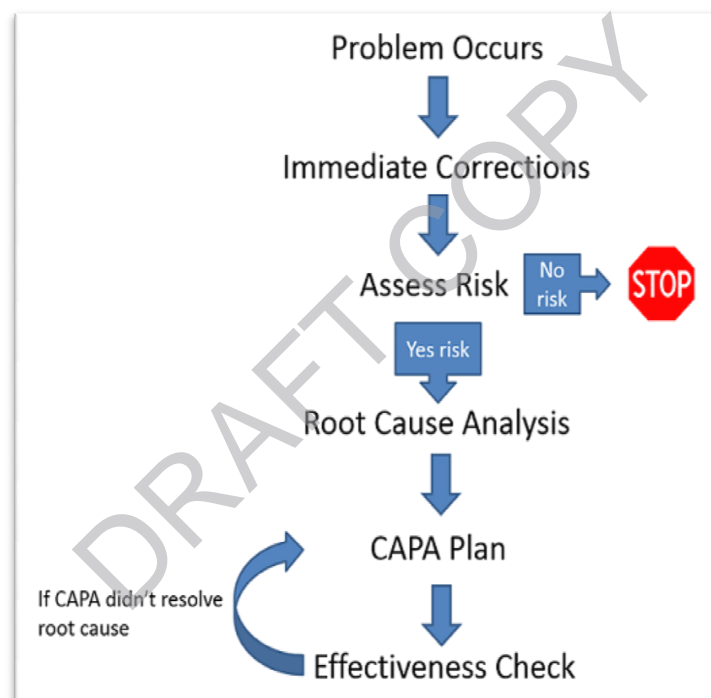 Problem Occurs
Immediate Corrections
Assess Risk
No
risk
STOP
Yes risk
Root Cause Analysis
CAPA Plan
If CAPA didn't resolve
root cause
Effectiveness Check
DRAFT COPY